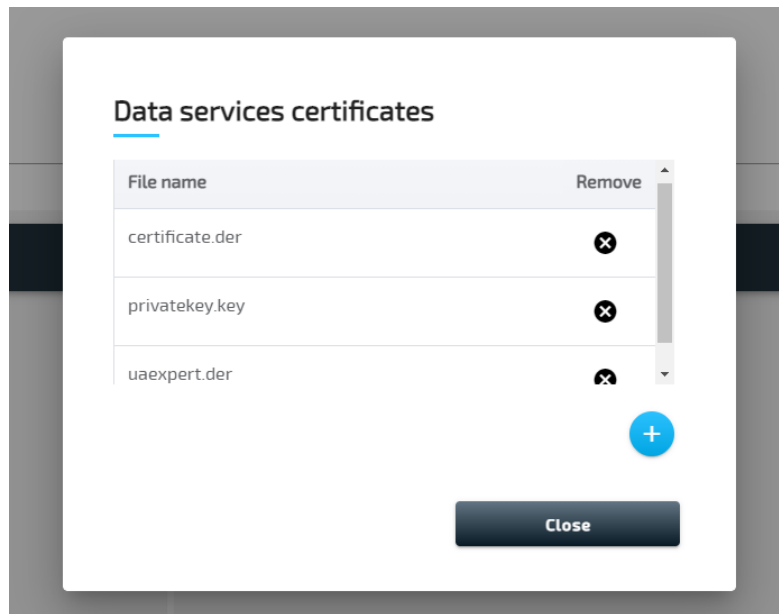 Data services certificates
File name Remove
certificate.der
privatekey.key
uaexpert.der
+
Close